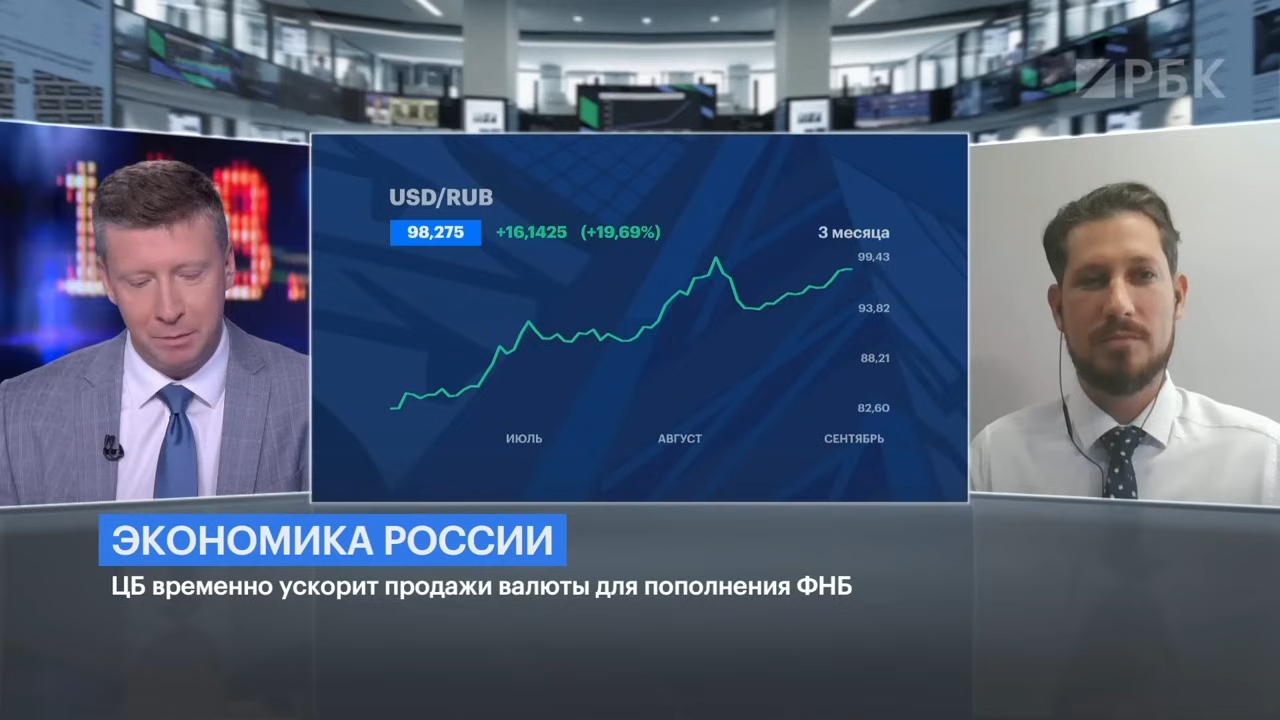 РБК
USD/RUB
98,275 +16,1425 (+19,69%) 3 месяца
99,43
93,82
88,21
82,60
ИЮЛЬ АВГУСТ СЕНТЯБРЬ
ЭКОНОМИКА РОССИИ
ЦБ временно ускорит продажи валюты для пополнения ФНБ